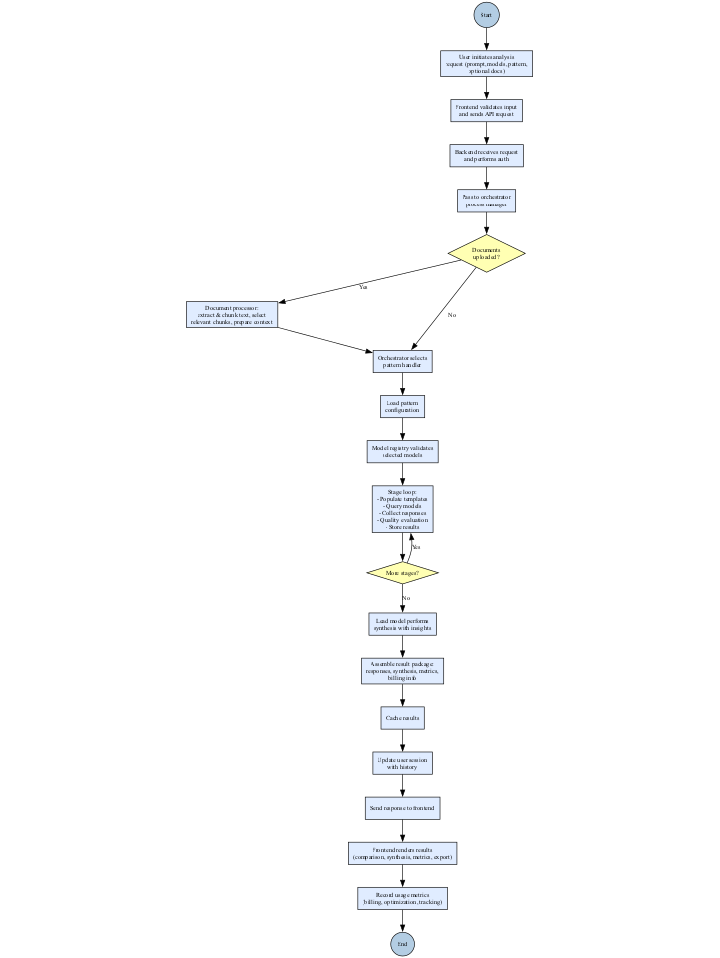 Start
User initiates analysis
request (prompt, models, pattern,
optional docs)
Frontend validates input
and sends API request
Backend receives request
and performs auth
Pass to orchestrator
process manager
Documents
uploaded?
Yes
No
Document processor:
extract & chunk text, select
relevant chunks, prepare context
Orchestrator selects
pattern handler
Load pattern
configuration
Model registry validates
selected models
Stage loop:
- Populate templates
- Query models
- Collect responses
- Quality evaluation
- Store results
Yes
More stages?
No
Lead model performs
synthesis with insights
Assemble result package
responses, synthesis, metrics,
billing info
Cache results
Update user session
with history
Send response to frontend
Frontend renders results
(comparison, synthesis, metrics, export)
Record usage metrics
(billing, optimization, tracking)
End